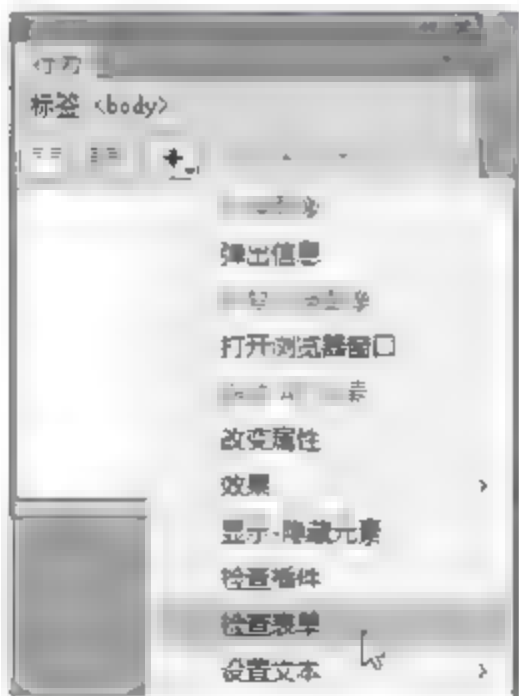 行为
标签 <body>
弹出信息
打开浏览器窗口
改变属性
效果
显示-隐藏元素
检查插件
检查表单
设置文本